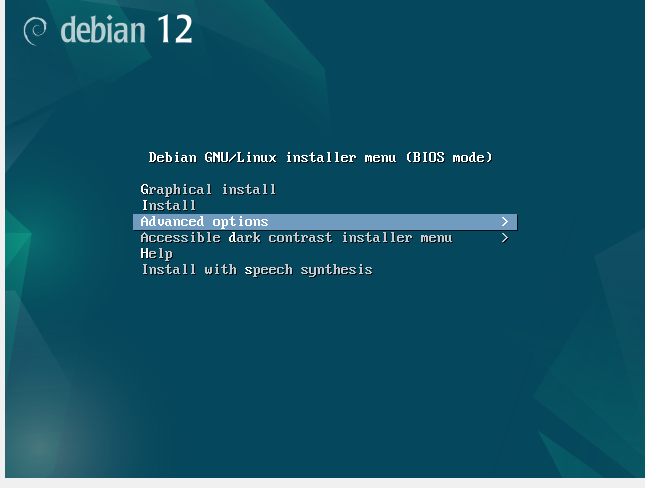 debian 12
Debian GNU/Linux installer menu (BIOS mode)
Graphical install
Install
Advanced options >
Accessible dark contrast installer menu >
Help
Install with speech synthesis